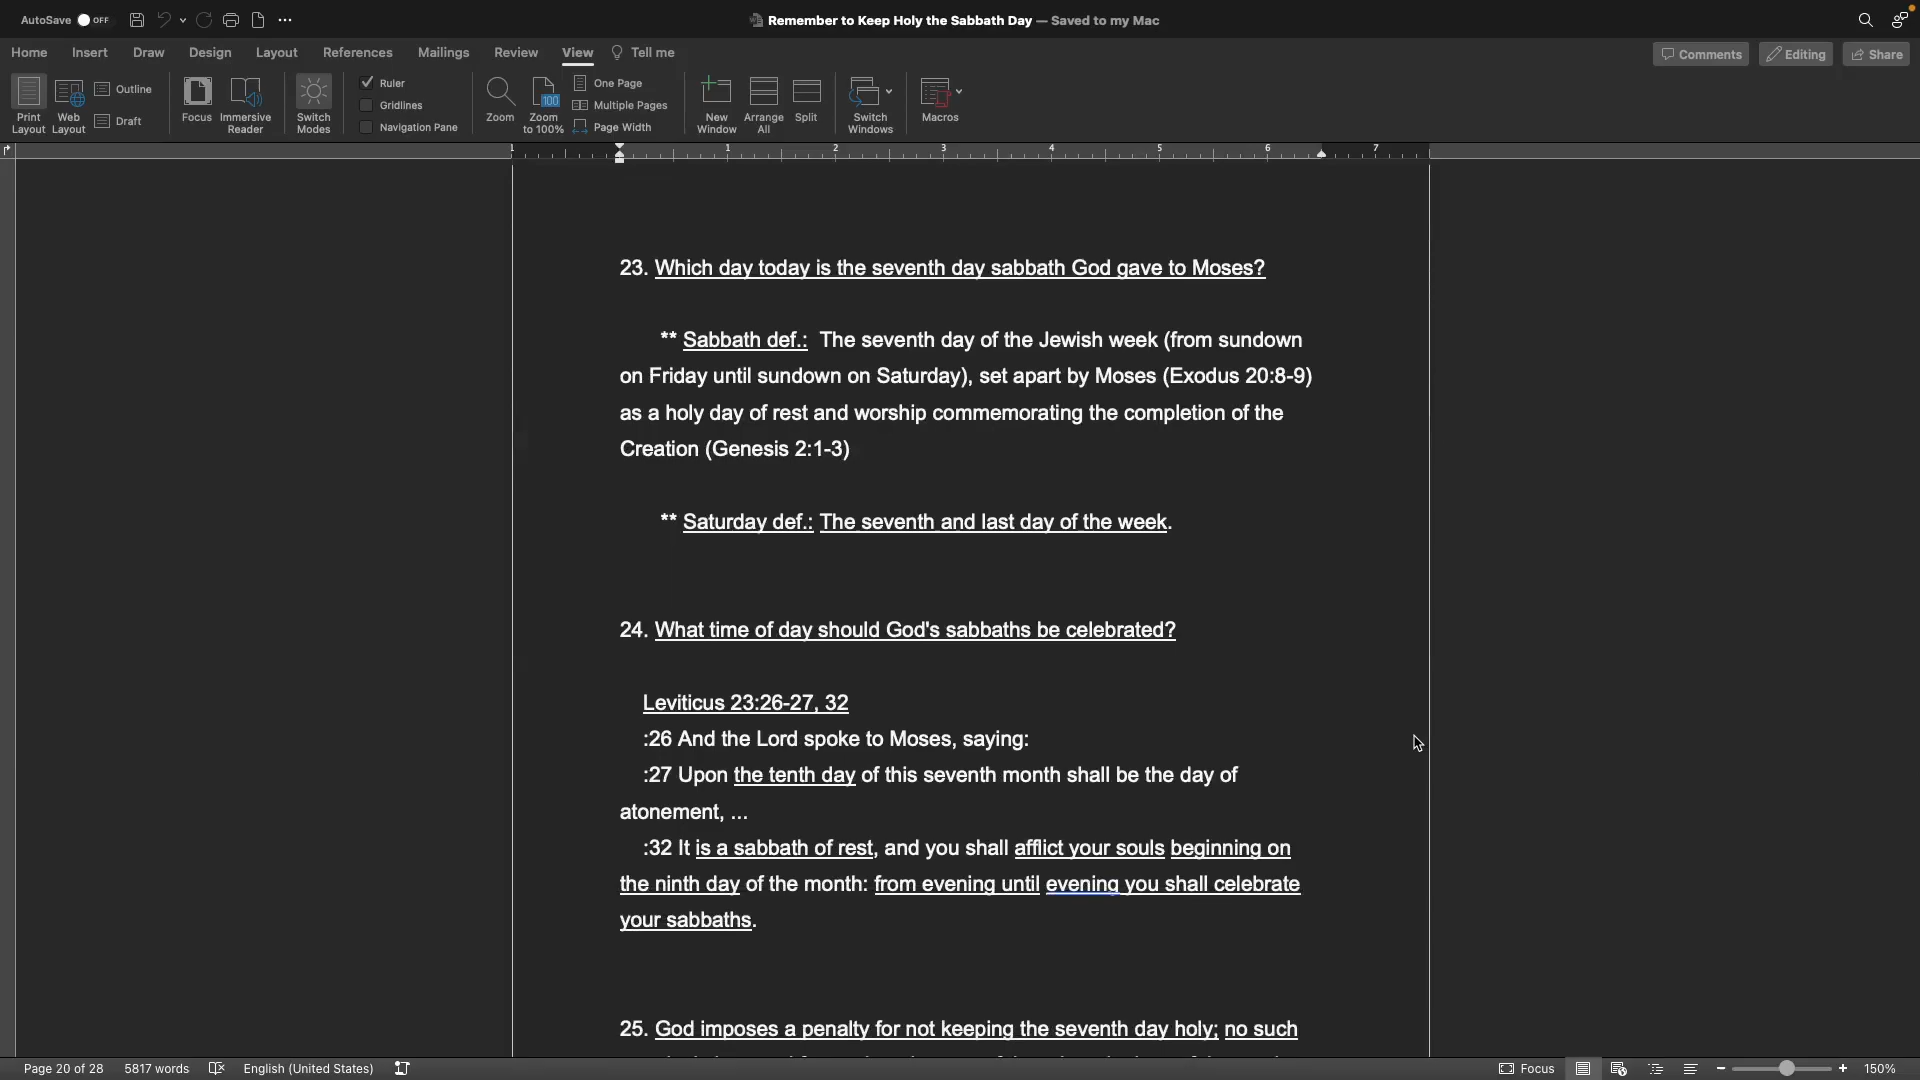 AutoSave OFF
Remember to Keep Holy the Sabbath Day — Saved to my Mac
Home Insert Draw Design Layout References Mailings Review View Tell me
Comments Editing Share
Print Layout
Web Layout
Outline
Draft
Focus
Immersive Reader
Switch Modes
Ruler
Gridlines
Navigation Pane
Zoom
100
Zoom to 100%
One Page
Multiple Pages
Page Width
New Window
Arrange All
Split
Switch Windows
Macros
1 1 2 3 4 5 6 7
23. Which day today is the seventh day sabbath God gave to Moses?
** Sabbath def.: The seventh day of the Jewish week (from sundown
on Friday until sundown on Saturday), set apart by Moses (Exodus 20:8-9)
as a holy day of rest and worship commemorating the completion of the
Creation (Genesis 2:1-3)
** Saturday def.: The seventh and last day of the week.
24. What time of day should God's sabbaths be celebrated?
Leviticus 23:26-27, 32
:26 And the Lord spoke to Moses, saying:
:27 Upon the tenth day of this seventh month shall be the day of
atonement, ...
:32 It is a sabbath of rest, and you shall afflict your souls beginning on
the ninth day of the month: from evening until evening you shall celebrate
your sabbaths.
25. God imposes a penalty for not keeping the seventh day holy; no such
Page 20 of 28 5817 words English (United States) Focus 150%